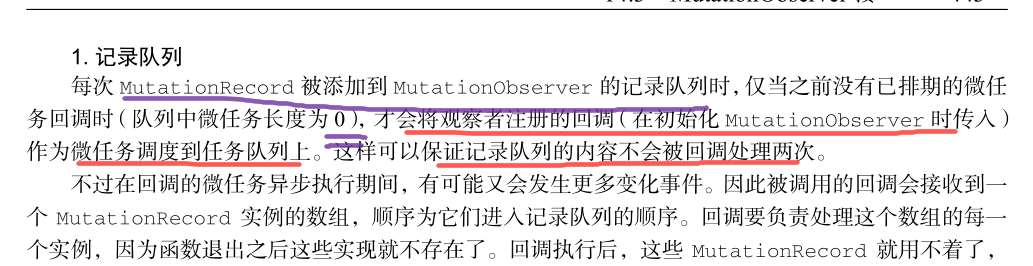 1. 记录队列
每次 MutationRecord 被添加到 MutationObserver 的记录队列时，仅当之前没有已排期的微任
务回调时（队列中微任务长度为 0），才会将观察者注册的回调（在初始化 MutationObserver 时传入）
作为微任务调度到任务队列上。这样可以保证记录队列的内容不会被回调处理两次。
不过在回调的微任务异步执行期间，有可能又会发生更多变化事件。因此被调用的回调会接收到一
个 MutationRecord 实例的数组，顺序为它们进入记录队列的顺序。回调要负责处理这个数组的每一
个实例，因为函数退出之后这些实现就不存在了。回调执行后，这些 MutationRecord 就用不着了，